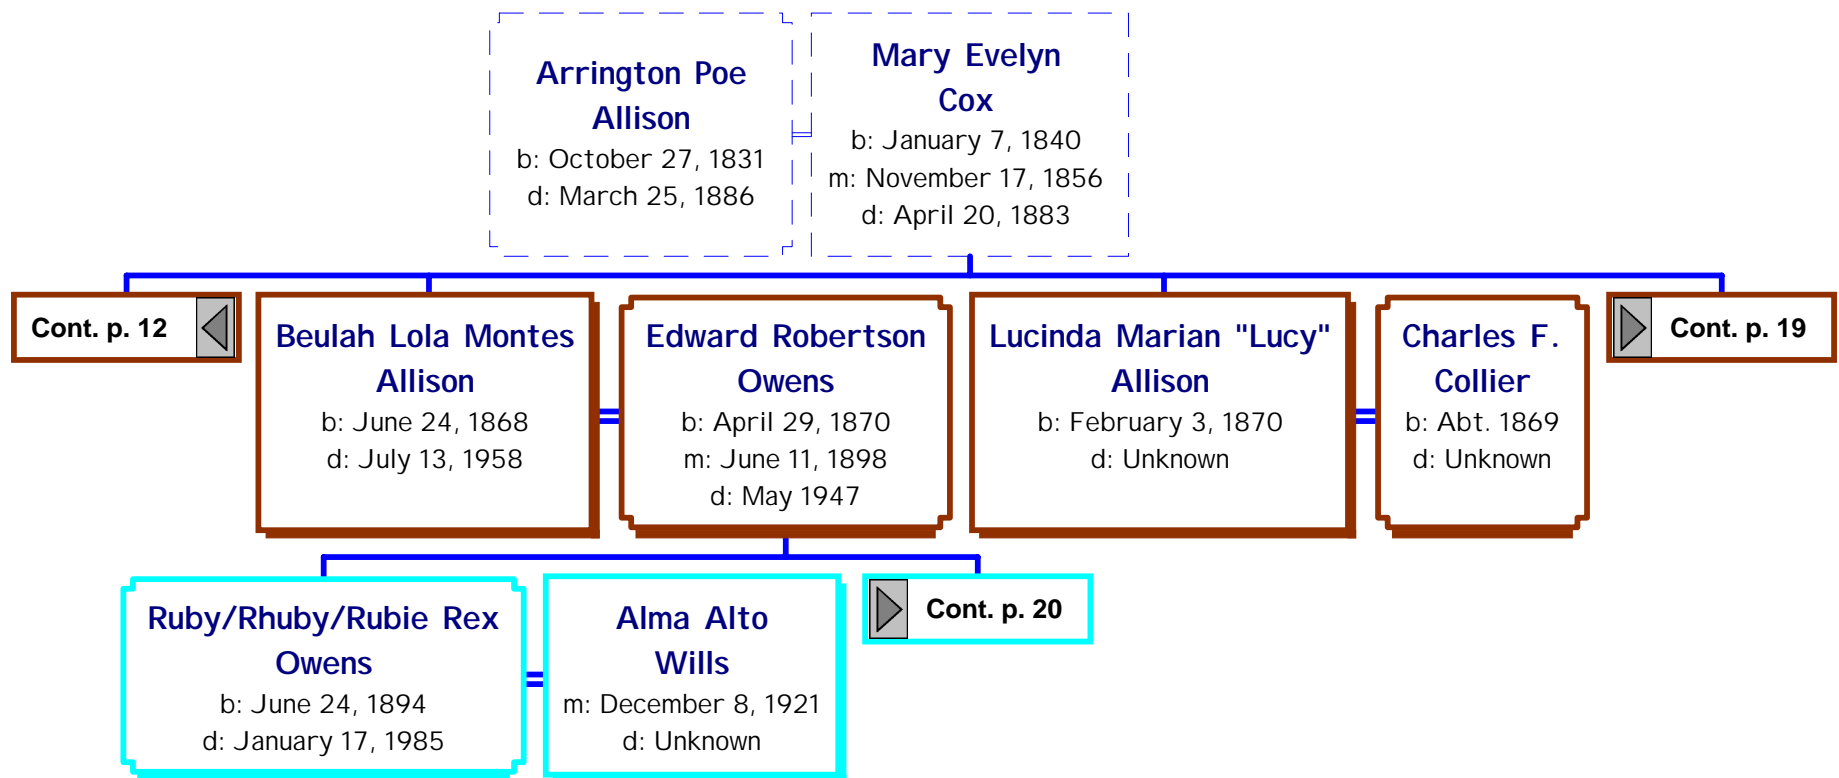 Arrington Poe
Allison
b: October 27, 1831
d: March 25, 1886
Mary Evelyn
Cox
b: January 7, 1840
m: November 17, 1856
d: April 20, 1883
Cont. p. 12
Beulah Lola Montes
Allison
b: June 24, 1868
d: July 13, 1958
Edward Robertson
Owens
b: April 29, 1870
m: June 11, 1898
d: May 1947
Lucinda Marian "Lucy"
Allison
b: February 3, 1870
d: Unknown
Charles F.
Collier
b: Abt. 1869
d: Unknown
Cont. p. 19
Ruby/Rhuby/Rubie Rex
Owens
b: June 24, 1894
d: January 17, 1985
Alma Alto
Wills
m: December 8, 1921
d: Unknown
Cont. p. 20